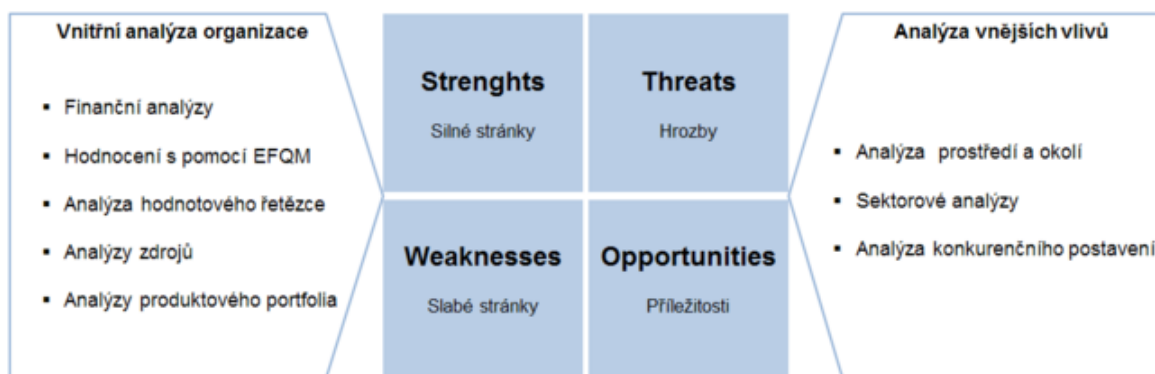 Vnitřní analýza organizace
▪ Finanční analýzy
▪ Hodnocení s pomocí EFQM
▪ Analýza hodnotového řetězce
▪ Analýzy zdrojů
▪ Analýzy produktového portfolia
Strenghts
Silné stránky
Threats
Hrozby
Weaknesses
Slabé stránky
Opportunities
Příležitosti
Analýza vnějších vlivů
▪ Analýza prostředí a okolí
▪ Sektorové analýzy
▪ Analýza konkurenčního postavení